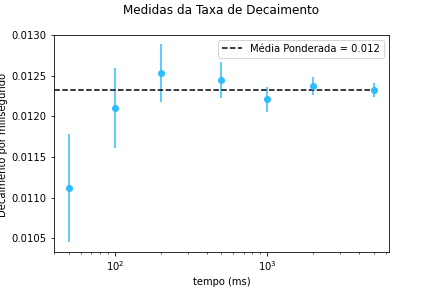 Medidas da Taxa de Decaimento
Média Ponderada = 0.012
Decaimento por milisegundo
0.0130
0.0125
0.0120
0.0115
0.0110
0.0105
10²
10³
tempo (ms)